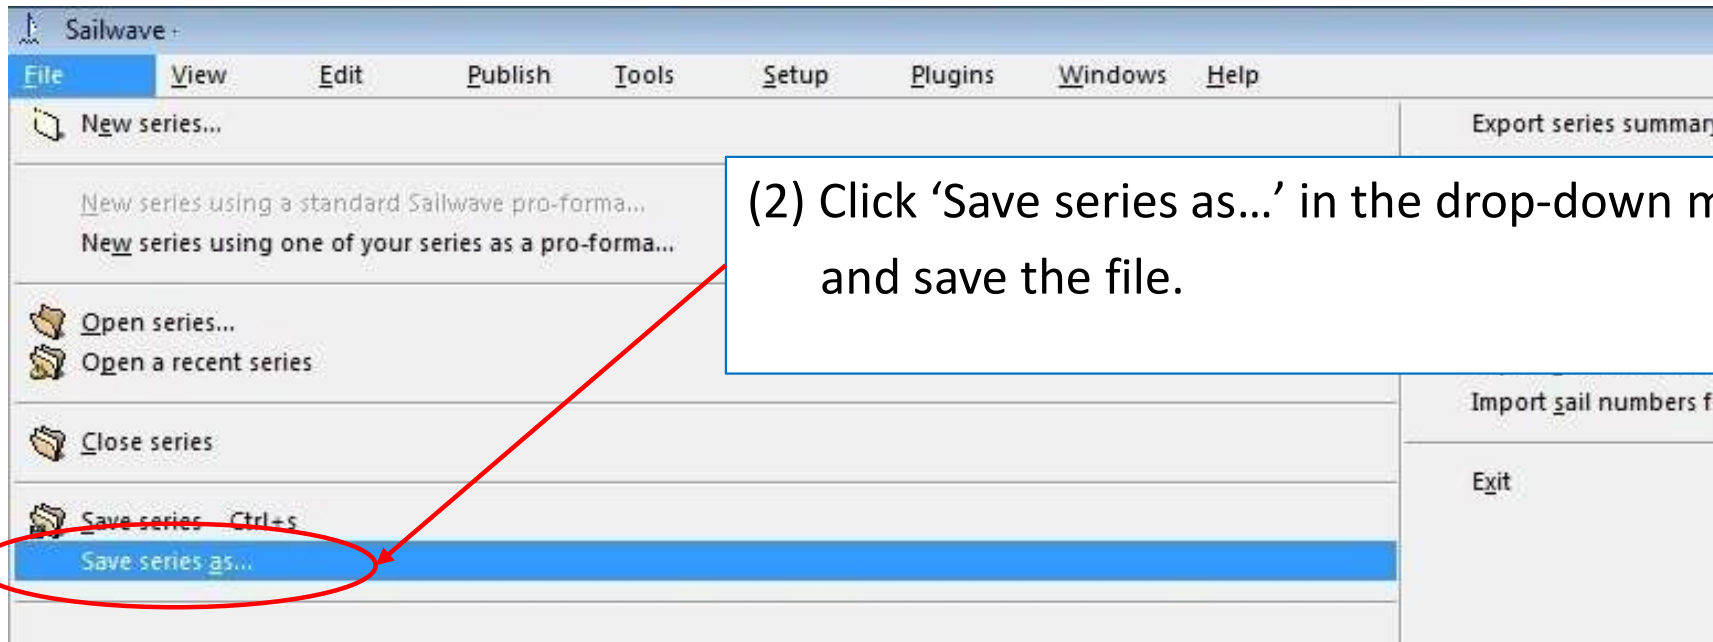 Sailwave -
File View Edit Publish Tools Setup Plugins Windows Help
New series...
New series using a standard Sailwave pro-forma...
New series using one of your series as a pro-forma...
Open series...
Open a recent series
Close series
Save series Ctrl+s
Save series as...
Export series summary
(2) Click ‘Save series as...’ in the drop-down
and save the file.
Import sail numbers
Exit